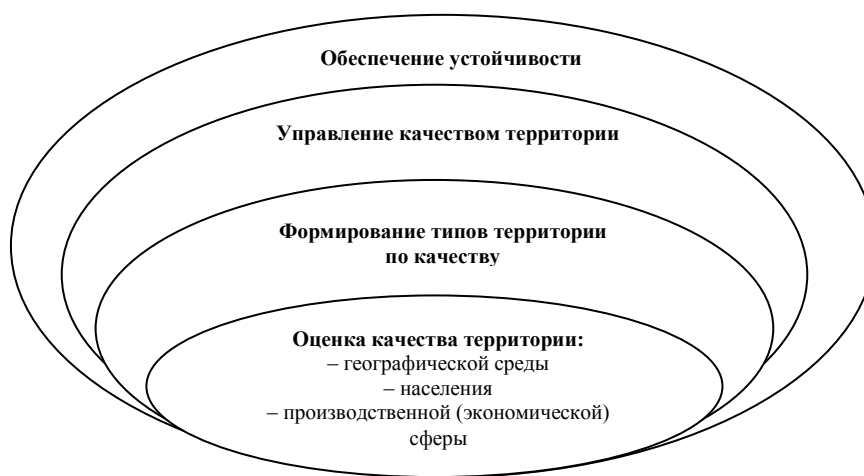 Обеспечение устойчивости
Управление качеством территории
Формирование типов территории
по качеству
Оценка качества территории:
– географической среды
– населения
– производственной (экономической)
сферы